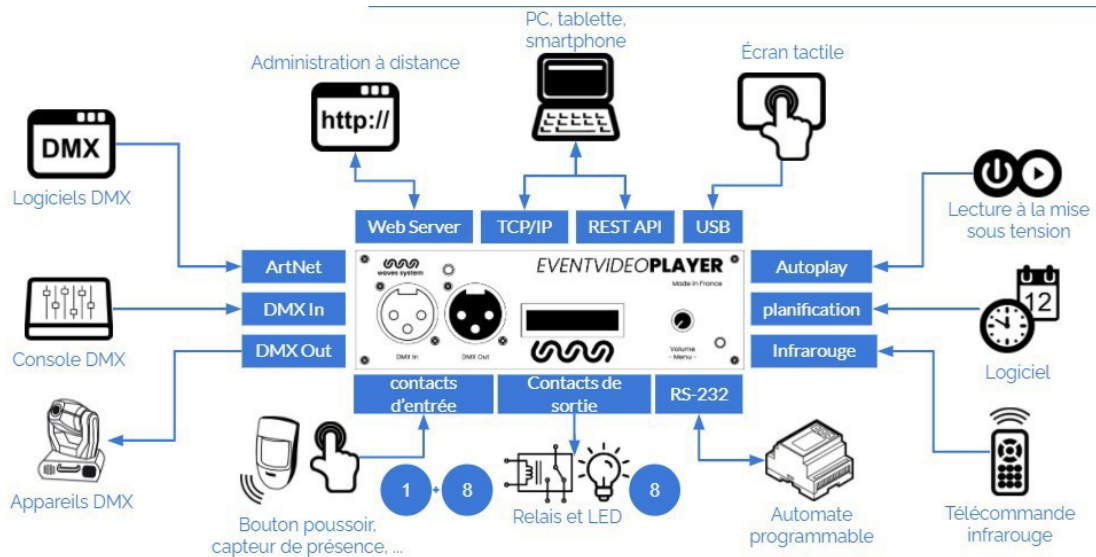 PC, tablette,
smartphone
Administration à distance
Écran tactile
http://
DMX
Logiciels DMX
Lecture à la mise
sous tension
Web Server
TCP/IP
REST API
USB
ArtNet
waves system
EVENTVIDEOPLAYER
Made in France
Autoplay
DMX In
planification
12
Console DMX
DMX Out
DMX In
DMX Out
Volume
- Menu -
Infrarouge
Logiciel
contacts
d'entrée
Contacts de
sortie
RS-232
1 + 8
8
Appareils DMX
Bouton poussoir,
capteur de présence, ...
Relais et LED
Automate
programmable
Télécommande
infrarouge